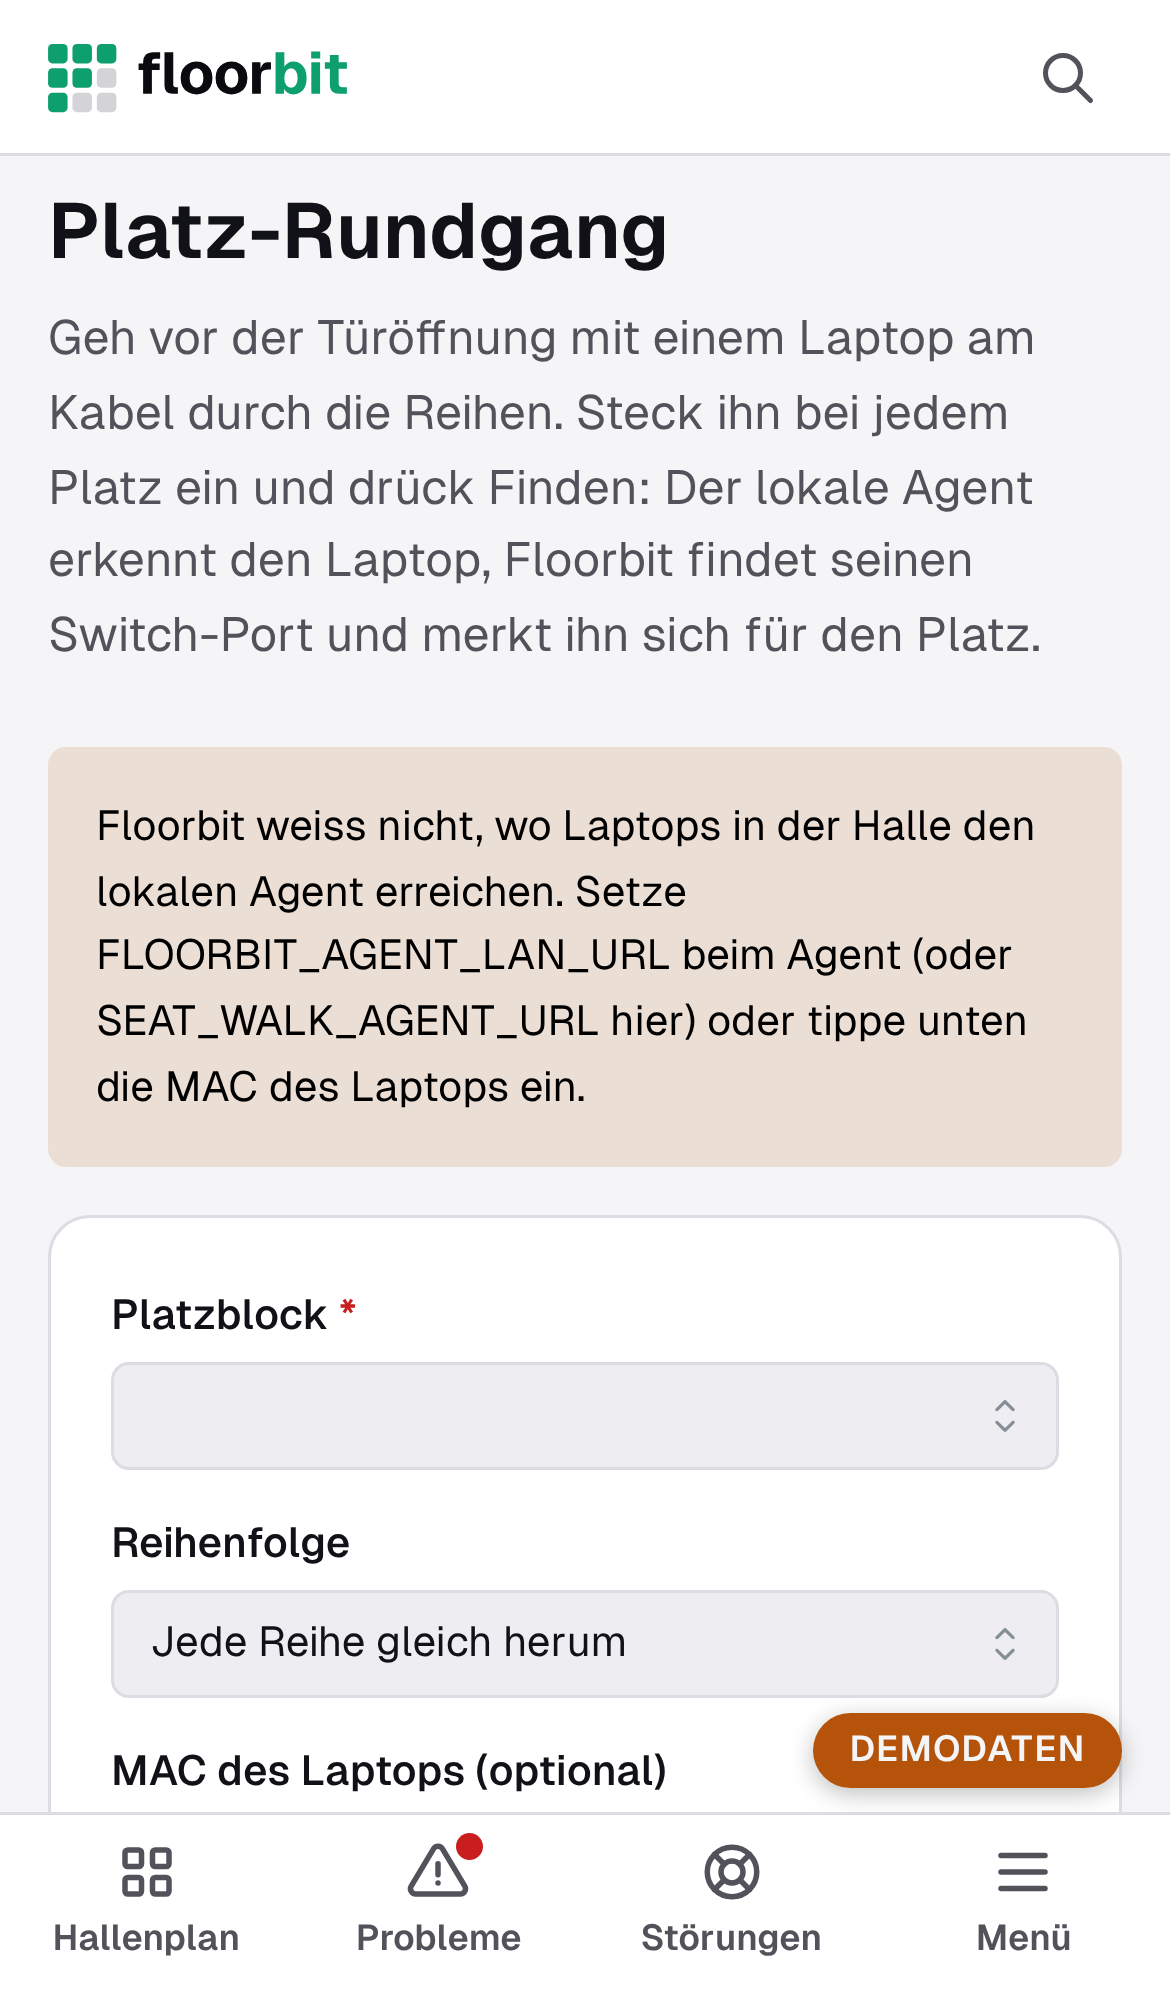 floorbit
Platz-Rundgang
Geh vor der Türöffnung mit einem Laptop am
Kabel durch die Reihen. Steck ihn bei jedem
Platz ein und drück Finden: Der lokale Agent
erkennt den Laptop, Floorbit findet seinen
Switch-Port und merkt ihn sich für den Platz.
Floorbit weiss nicht, wo Laptops in der Halle den
lokalen Agent erreichen. Setze
FLOORBIT_AGENT_LAN_URL beim Agent (oder
SEAT_WALK_AGENT_URL hier) oder tippe unten
die MAC des Laptops ein.
Platzblock *
Reihenfolge
Jede Reihe gleich herum
MAC des Laptops (optional)
DEMODATEN
Hallenplan Probleme Störungen Menü